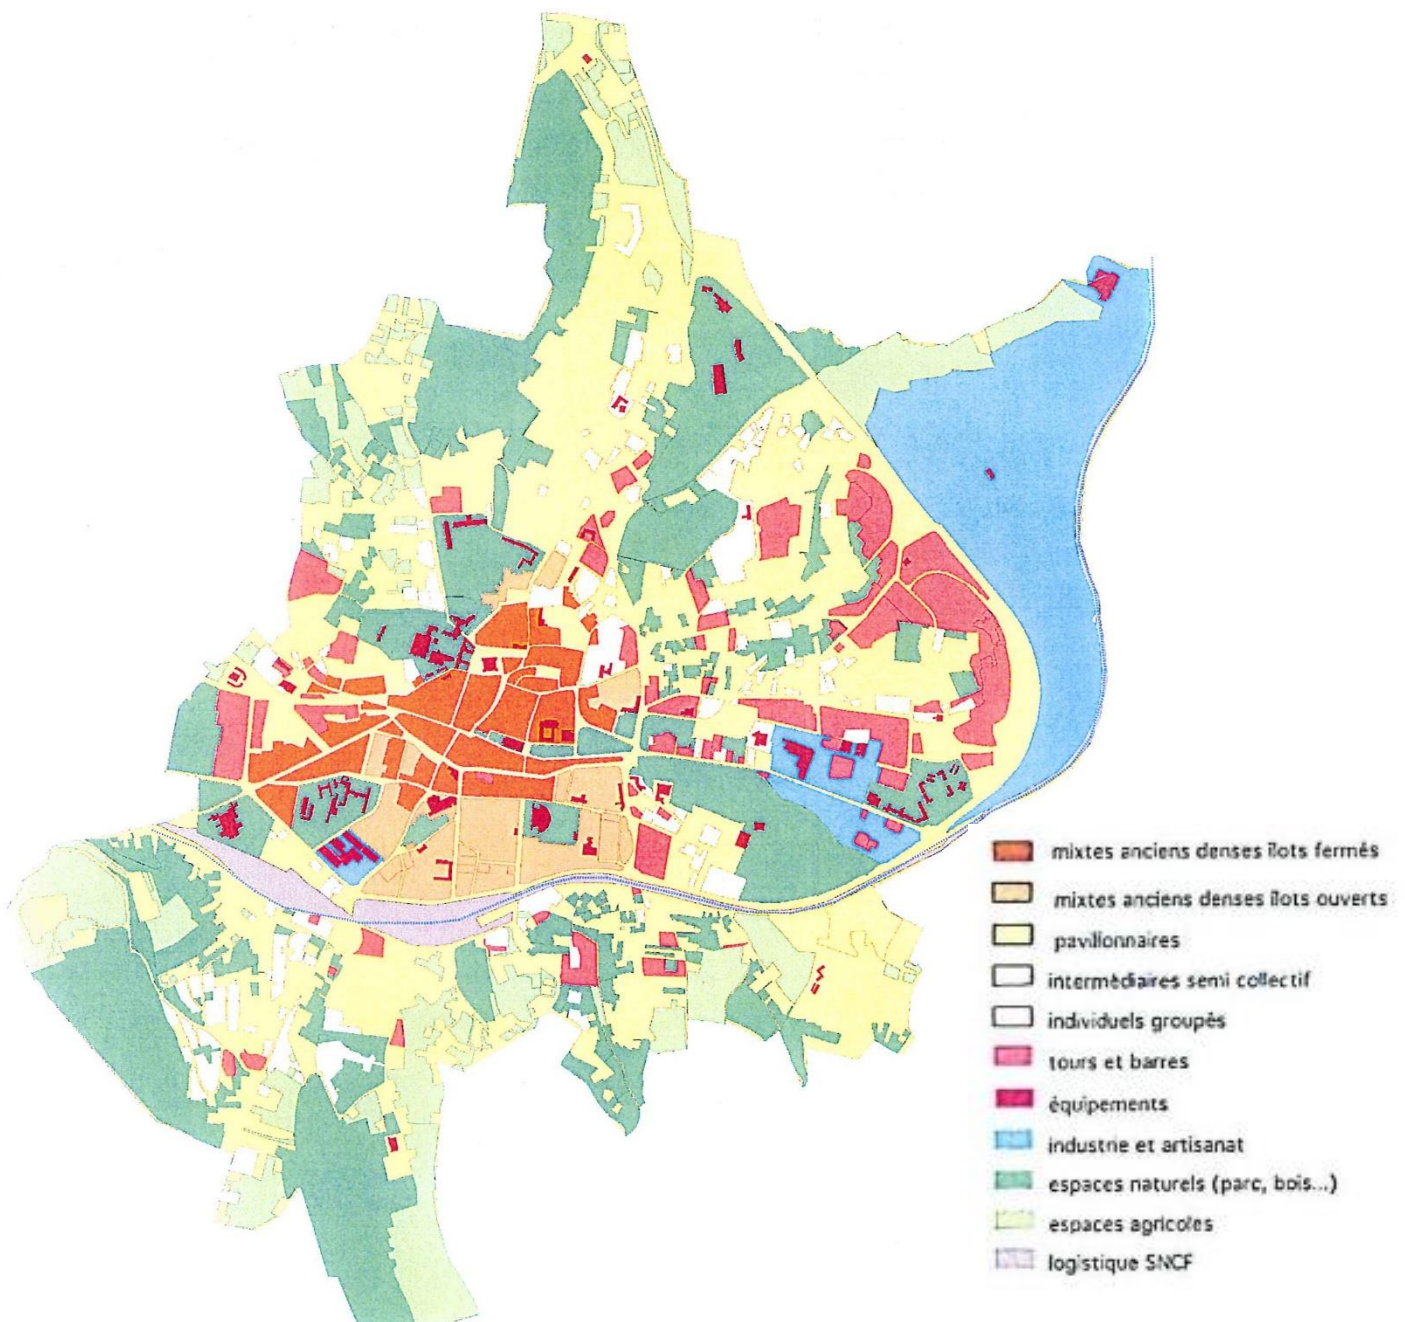 mixtes anciens denses îlots fermés
mixtes anciens denses îlots ouverts
pavillonnaires
intermédiaires semi collectif
individuels groupés
tours et barres
équipements
industrie et artisanat
espaces naturels (parc, bois...)
espaces agricoles
logistique SNCF